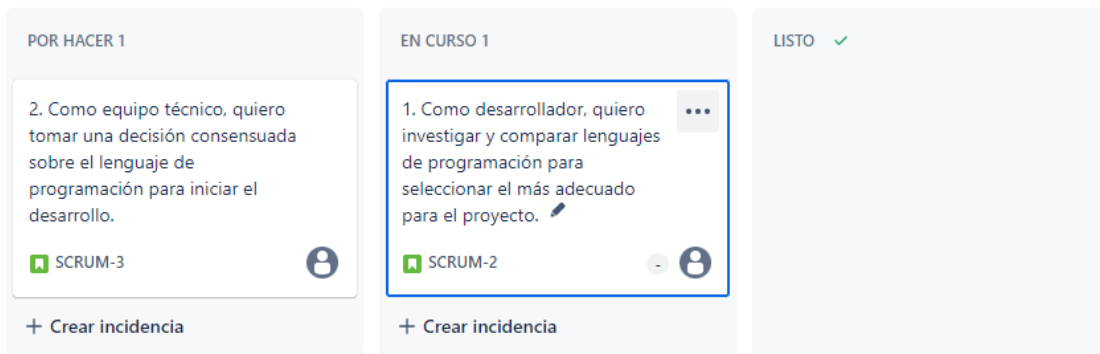 POR HACER 1
2. Como equipo técnico, quiero
tomar una decisión consensuada
sobre el lenguaje de
programación para iniciar el
desarrollo.
SCRUM-3
+ Crear incidencia
EN CURSO 1
1. Como desarrollador, quiero
investigar y comparar lenguajes
de programación para
seleccionar el más adecuado
para el proyecto.
SCRUM-2
-
+ Crear incidencia
LISTO